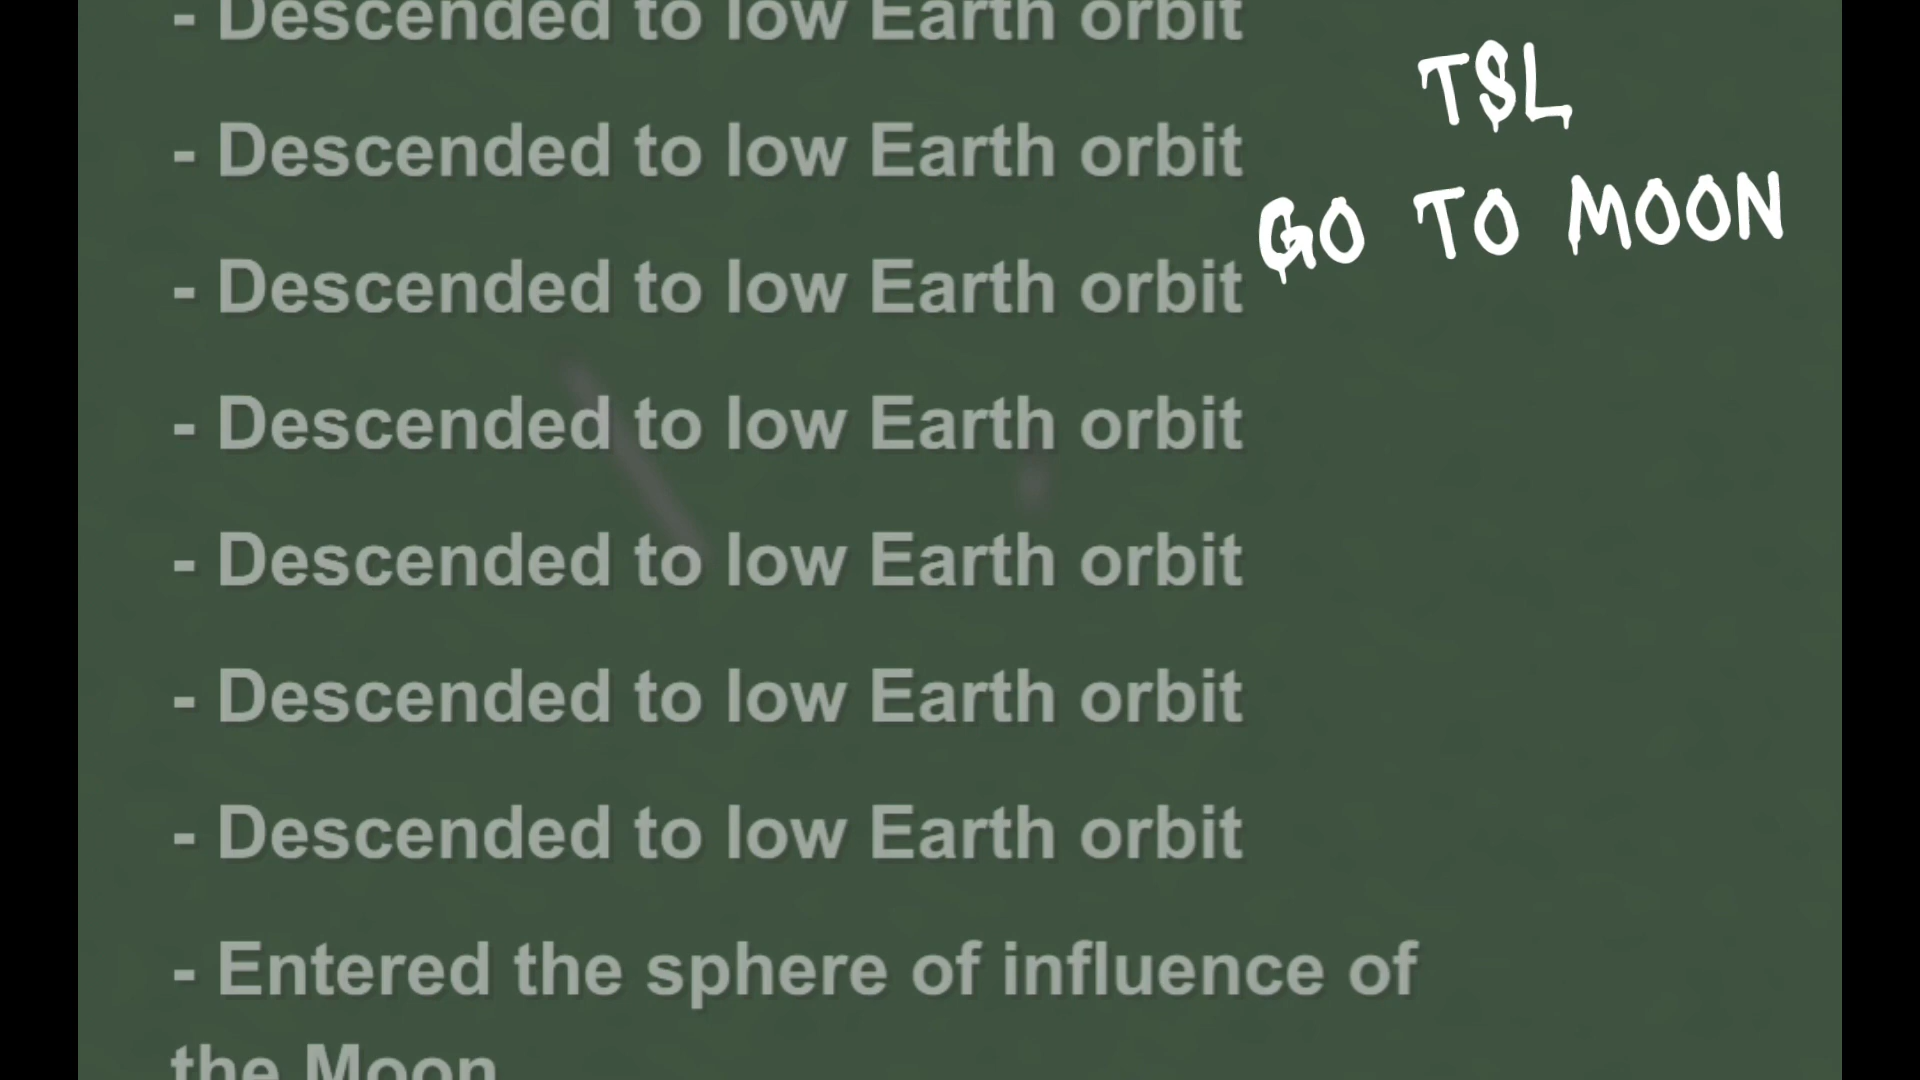 - Descended to low Earth orbit
TSL
- Descended to low Earth orbit
GO TO MOON
- Descended to low Earth orbit
- Descended to low Earth orbit
- Descended to low Earth orbit
- Descended to low Earth orbit
- Descended to low Earth orbit
- Entered the sphere of influence of
the Moon